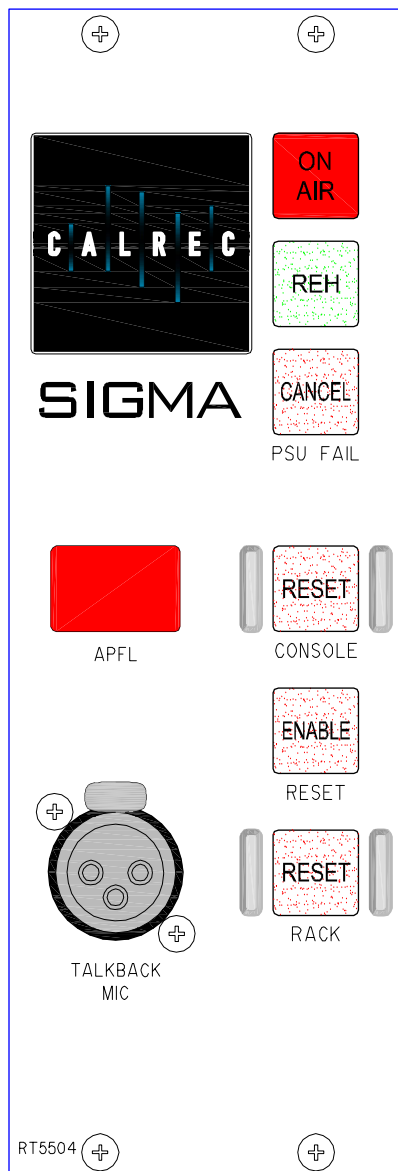 ON
AIR
CALREC
REH
CANCEL
SIGMA
PSU FAIL
RESET
APFL
CONSOLE
ENABLE
RESET
RESET
RACK
TALKBACK
MIC
RT5504